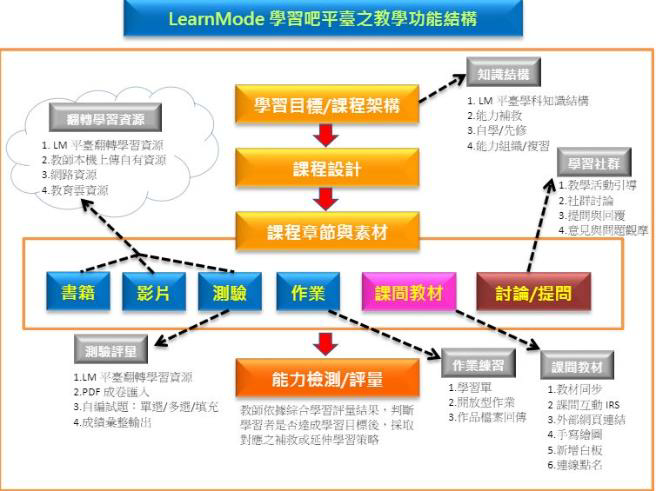 LearnMode 學習吧平臺之教學功能結構
知識結構
1. LM 平臺學科知識結構
2.能力補救
3.自學/先修
4.能力組織/複習
翻轉學習資源
1. LM 平臺翻轉學習資源
2.教師本機上傳自有資源
3.網路資源
4.教育雲資源
學習目標/課程架構
課程設計
課程章節與素材
學習社群
1.教學活動引導
2.社群討論
3.提問與回覆
4.意見與問題觀摩
書籍
影片
測驗
作業
課間教材
討論/提問
測驗評量
1.LM 平臺翻轉學習資源
2.PDF 成卷匯入
3.自編試題：單選/多選/填充
4.成績彙整輸出
能力檢測/評量
教師依據綜合學習評量結果，判斷
學習者是否達成學習目標後，採取
對應之補救或延伸學習策略
作業練習
1.學習單
2.開放型作業
3.作品檔案回傳
課間教材
1.教材同步
2 課間互動 IRS
3.外部網頁連結
4.手寫繪圖
5.新增白板
6.連線點名